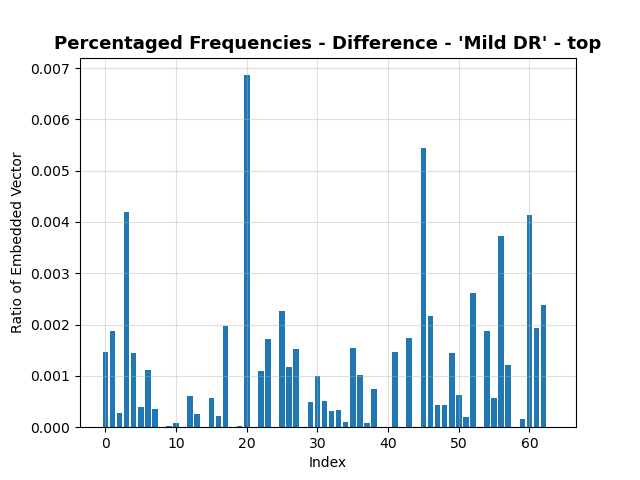 Percentaged Frequencies - Difference - 'Mild DR' - top
Ratio of Embedded Vector
0.007
0.006
0.005
0.004
0.003
0.002
0.001
0.000
0 10 20 30 40 50 60
Index